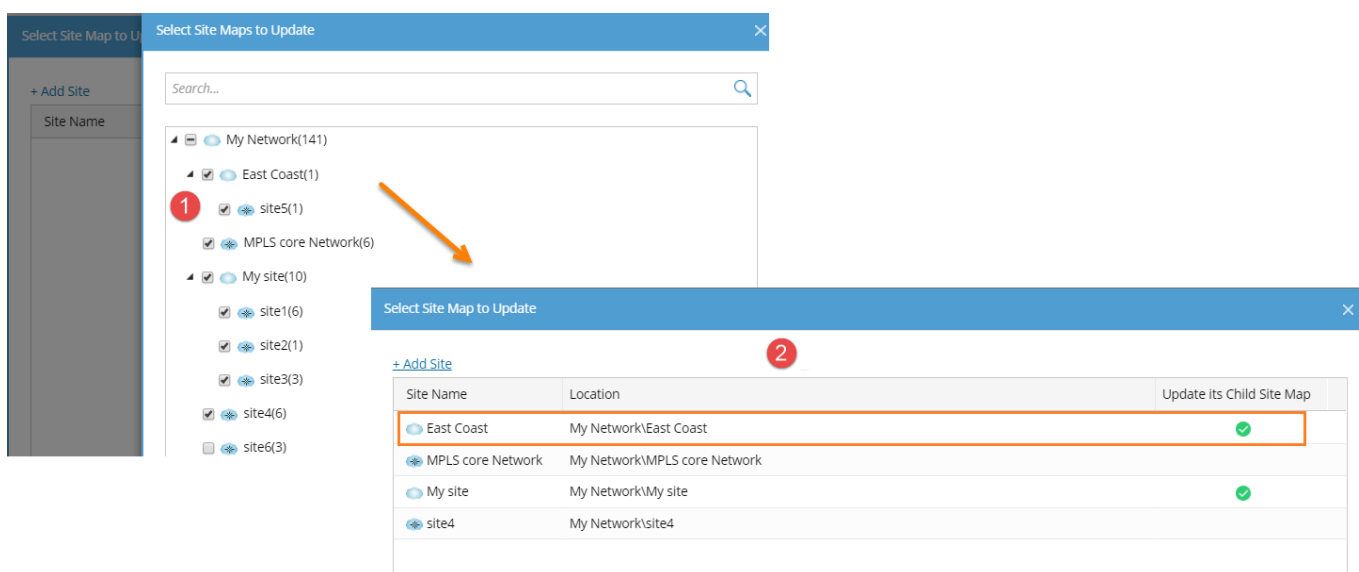 Select Site Map to U
Select Site Maps to Update
+ Add Site
Search...
Site Name
My Network(141)
East Coast(1)
1
site5(1)
MPLS core Network(6)
My site(10)
site1(6)
site2(1)
site3(3)
site4(6)
site6(3)
Select Site Map to Update
2
+ Add Site
Site Name Location Update its Child Site Map
East Coast My Network\East Coast
MPLS core Network My Network\MPLS core Network
My site My Network\My site
site4 My Network\site4